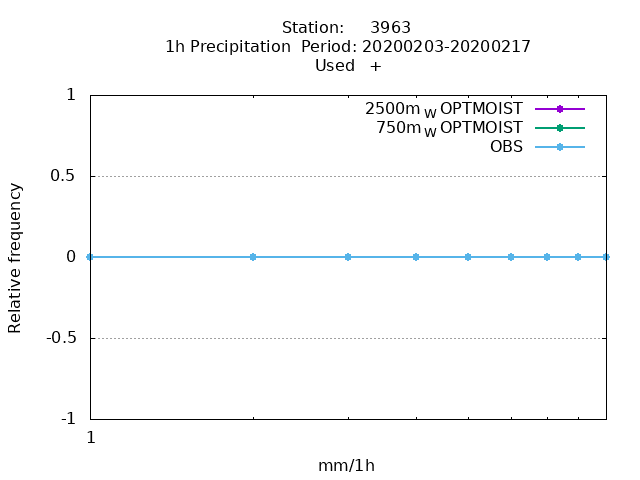 Station: 3963
1h Precipitation Period: 20200203-20200217
Used +
2500m W OPTMOIST
750m W OPTMOIST
OBS
1
0.5
0
-0.5
-1
Relative frequency
1
mm/1h